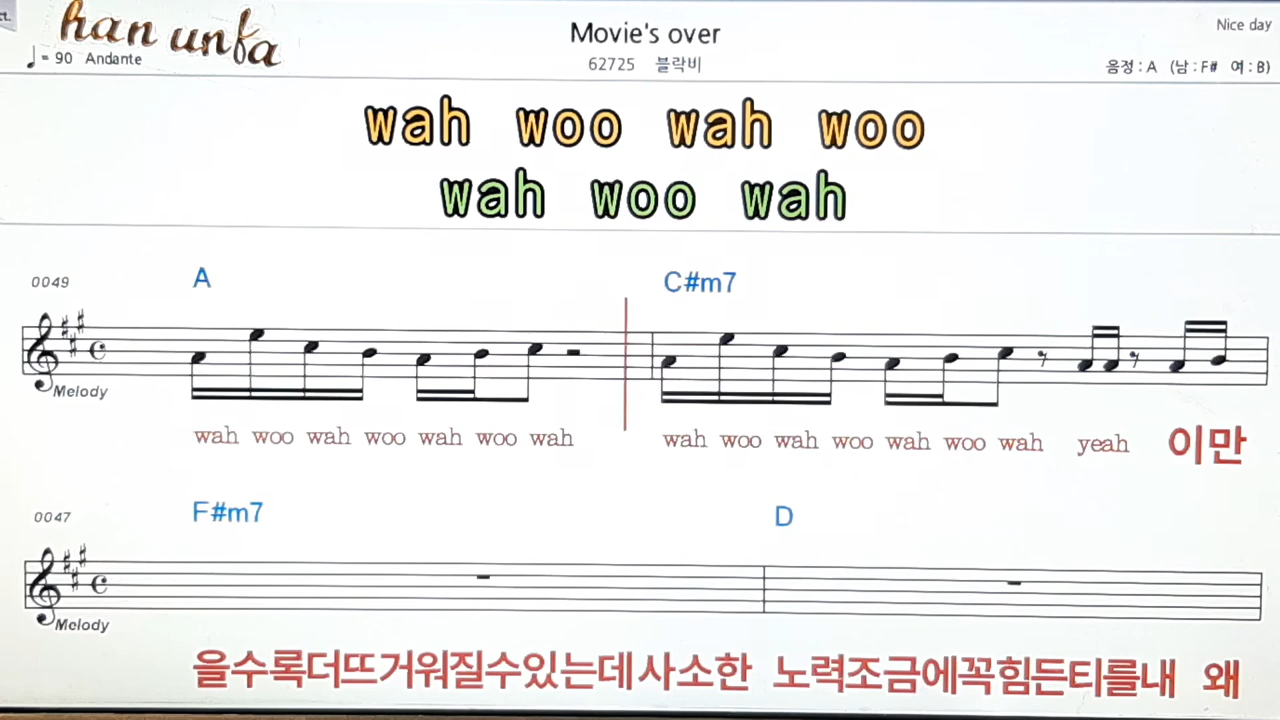 ct.
han unfa
Movie's over
Nice day
♩= 90 Andante
62725 블락비
음정 : A (남 : F# 여 : B)
wah woo wah woo
wah woo wah
0049
A C#m7
Melody
wah woo wah woo wah woo wah wah woo wah woo wah woo wah yeah 이만
0047
F#m7 D
Melody
을수록더뜨거워질수있는데사소한 노력조금에꼭힘든티를내 왜